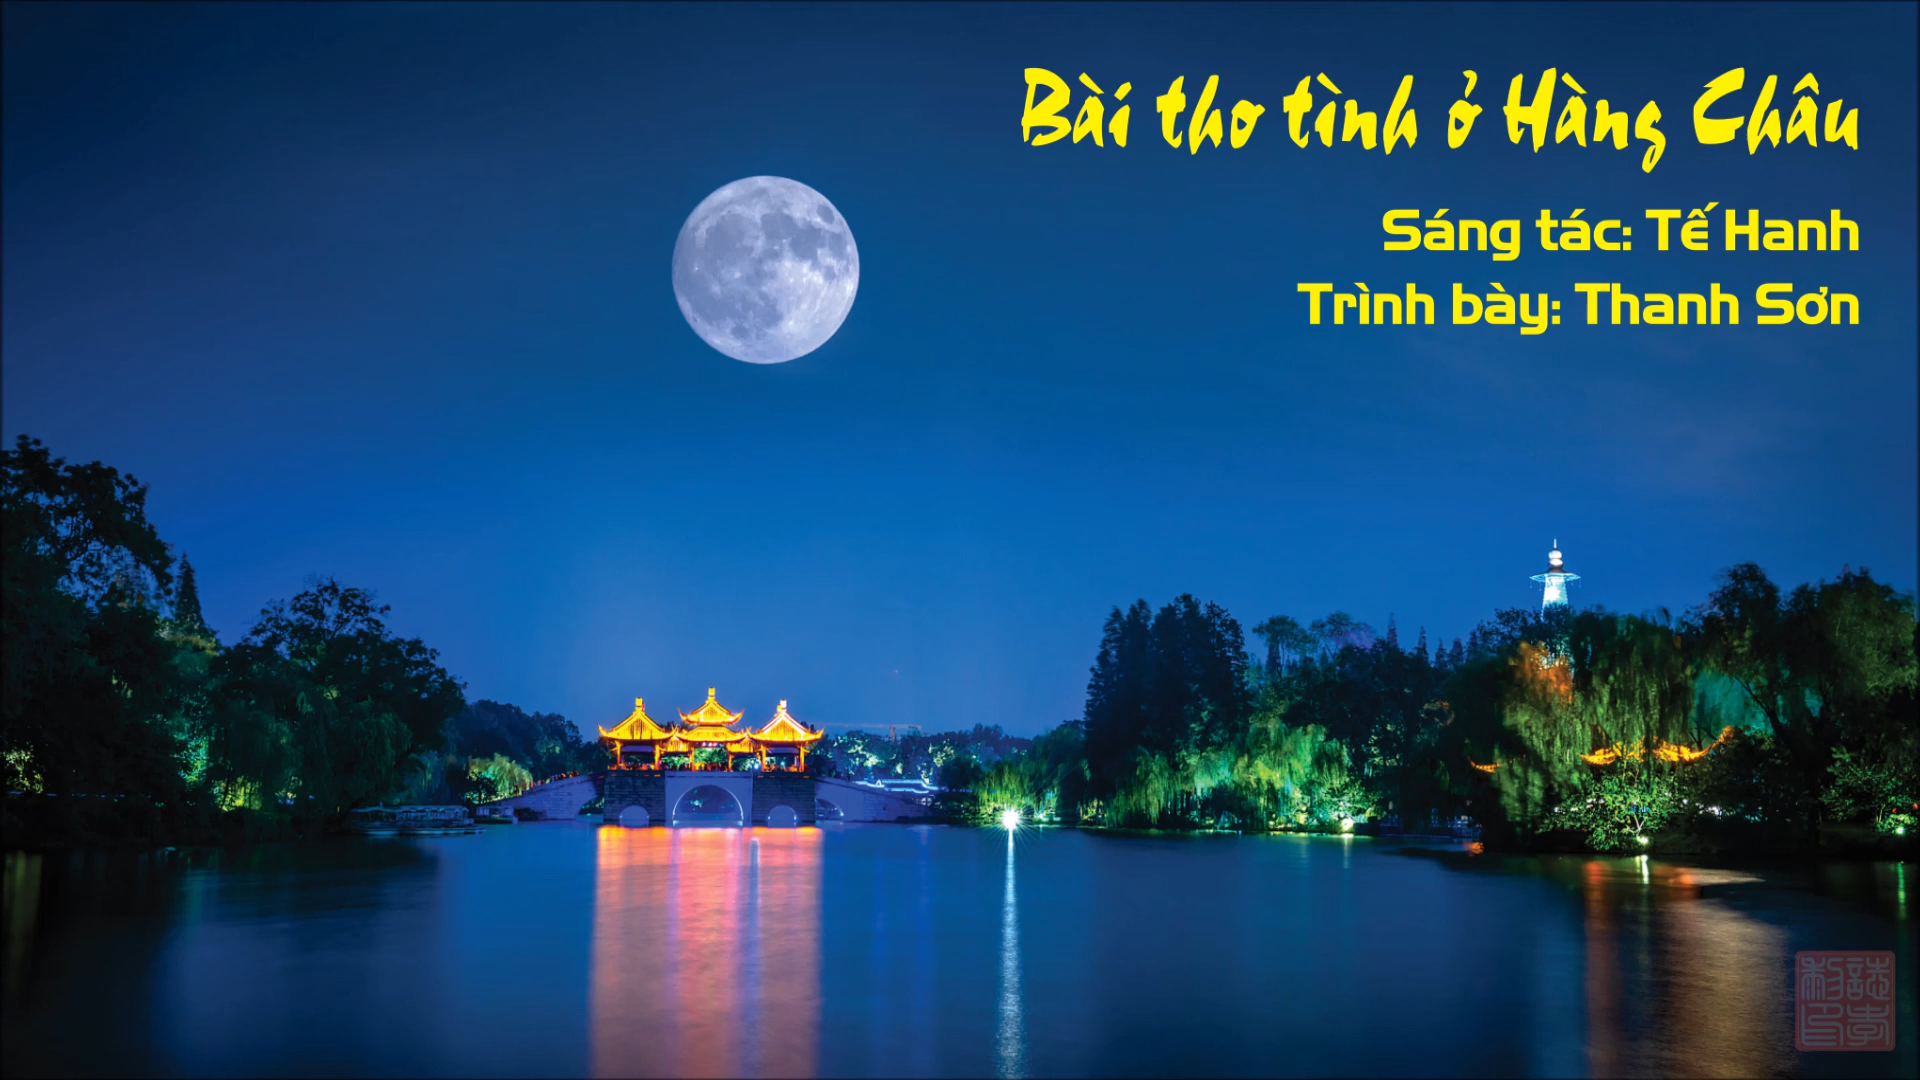 Bài thơ tình ở Hàng Châu
Sáng tác: Tế Hanh
Trình bày: Thanh Sơn